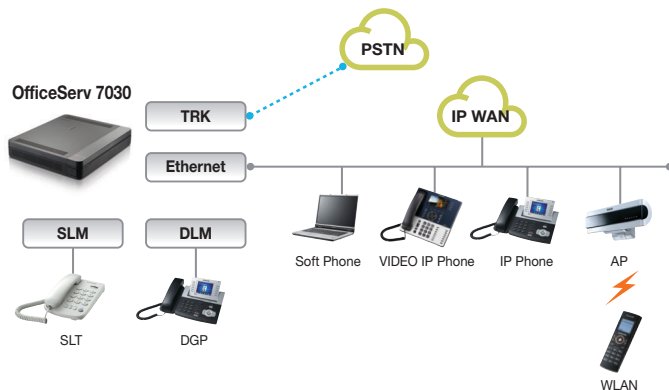 PSTN
OfficeServ 7030
TRK
IP WAN
Ethernet
SLM
DLM
Soft Phone
VIDEO IP Phone
IP Phone
AP
SLT
DGP
WLAN